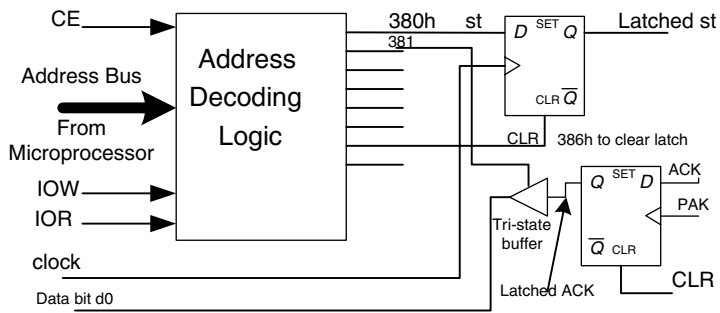 CE
Address Bus
From
Microprocessor
IOW
IOR
clock
Data bit d0
Address
Decoding
Logic
380h st
381
CLR
D SET Q
CLR Q
Latched st
386h to clear latch
Tri-state
buffer
Latched ACK
Q SET D
Q CLR
ACK
PAK
CLR